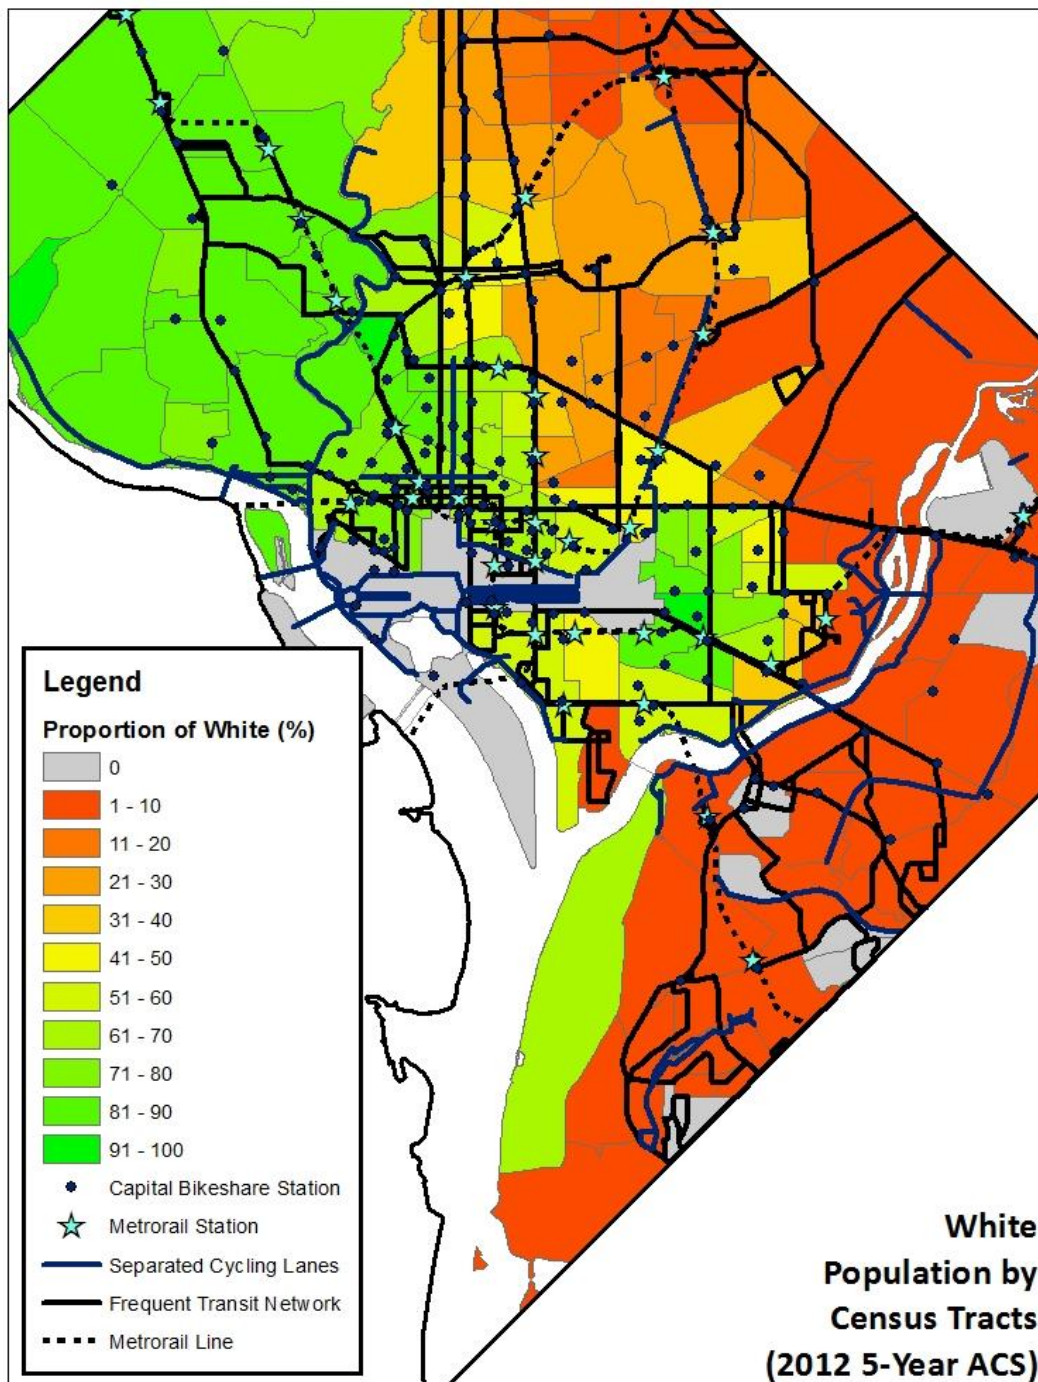 Legend
Proportion of White (%)
0
1 - 10
11 - 20
21 - 30
31 - 40
41 - 50
51 - 60
61 - 70
71 - 80
81 - 90
91 - 100
Capital Bikeshare Station
Metrorail Station
Separated Cycling Lanes
Frequent Transit Network
Metrorail Line
White
Population by
Census Tracts
(2012 5-Year ACS)